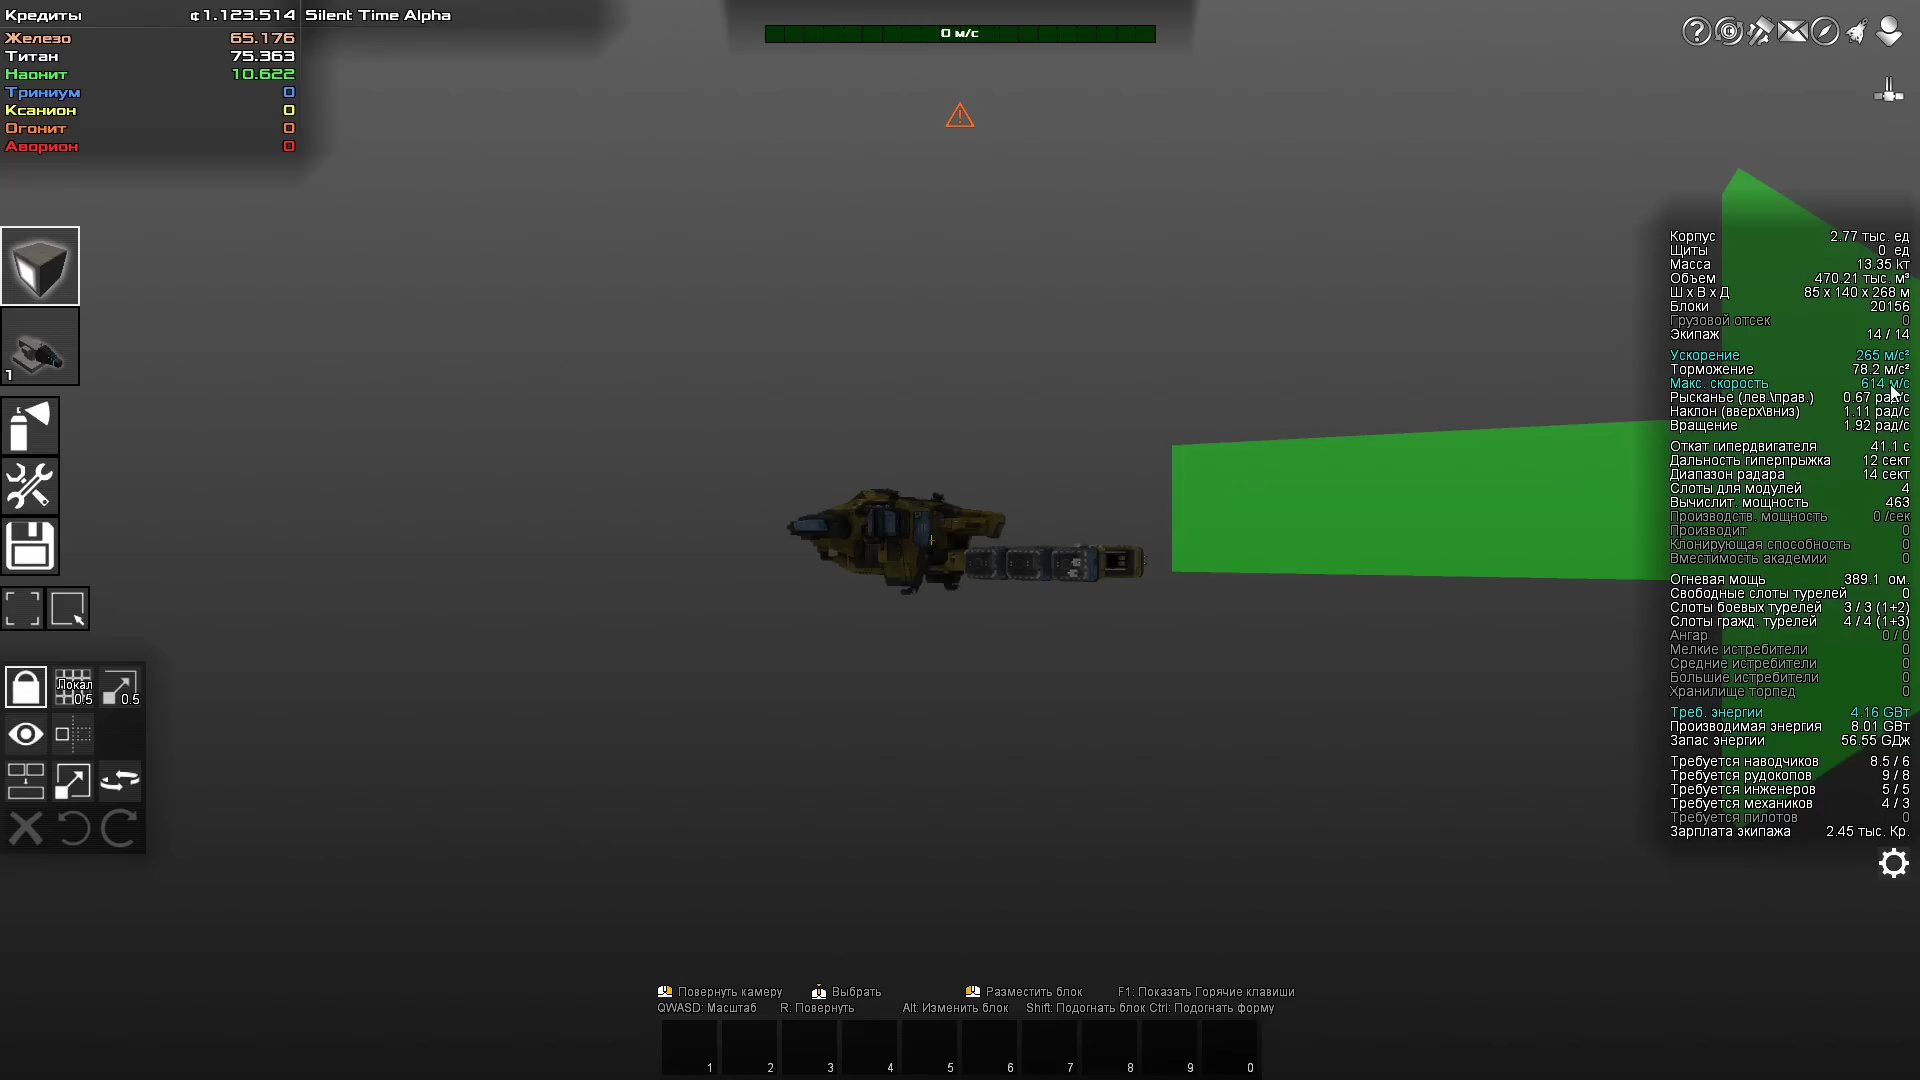 Кредиты ¢1.123.514 Silent Time Alpha
Железо 65.176
Титан 75.363
Наонит 10.622
Триниум 0
Ксанион 0
Огонит 0
Аворион 0
0 м/с
1
Локал
0.5 0.5
Корпус 2.77 тыс. ед
Щиты 0 ед
Масса 13.35 kт
Объем 470.21 тыс. м³
Ш x В x Д 85 x 140 x 268 м
Блоки 20156
Грузовой отсек 0
Экипаж 14 / 14
Ускорение 265 м/с²
Торможение 78.2 м/с²
Макс. скорость 614 м/с
Рысканье (лев.\прав.) 0.67 рад/с
Наклон (вверх\вниз) 1.11 рад/с
Вращение 1.92 рад/с
Откат гипердвигателя 41.1 с
Дальность гиперпрыжка 12 сект
Диапазон радара 14 сект
Слоты для модулей 4
Вычислит. мощность 463
Производств. мощность 0 /сек
Производит 0
Клонирующая способность 0
Вместимость академии 0
Огневая мощь 389.1 ом.
Свободные слоты турелей 0
Слоты боевых турелей 3 / 3 (1+2)
Слоты гражд. турелей 4 / 4 (1+3)
Ангар 0 / 0
Мелкие истребители 0
Средние истребители 0
Большие истребители 0
Хранилище торпед 0
Треб. энергии 4.16 GВт
Производимая энергия 8.01 GВт
Запас энергии 56.55 GДж
Требуется наводчиков 8.5 / 6
Требуется рудокопов 9 / 8
Требуется инженеров 5 / 5
Требуется механиков 4 / 3
Требуется пилотов 0
Зарплата экипажа 2.45 тыс. Кр.
Повернуть камеру Выбрать Разместить блок F1: Показать Горячие клавиши
QWASD: Масштаб R: Повернуть Alt: Изменить блок Shift: Подогнать блок Ctrl: Подогнать форму
1 2 3 4 5 6 7 8 9 0